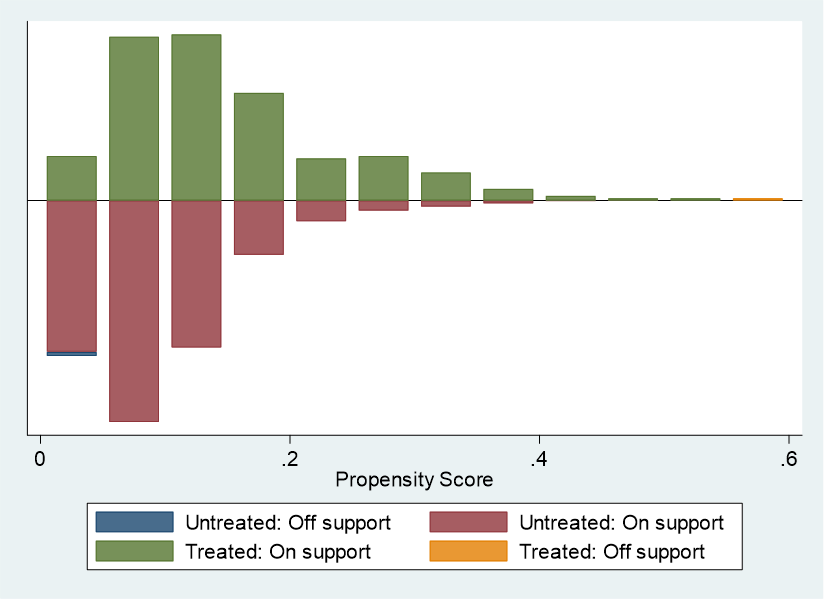 0 .2 .4 .6
Propensity Score
Untreated: Off support Untreated: On support
Treated: On support Treated: Off support